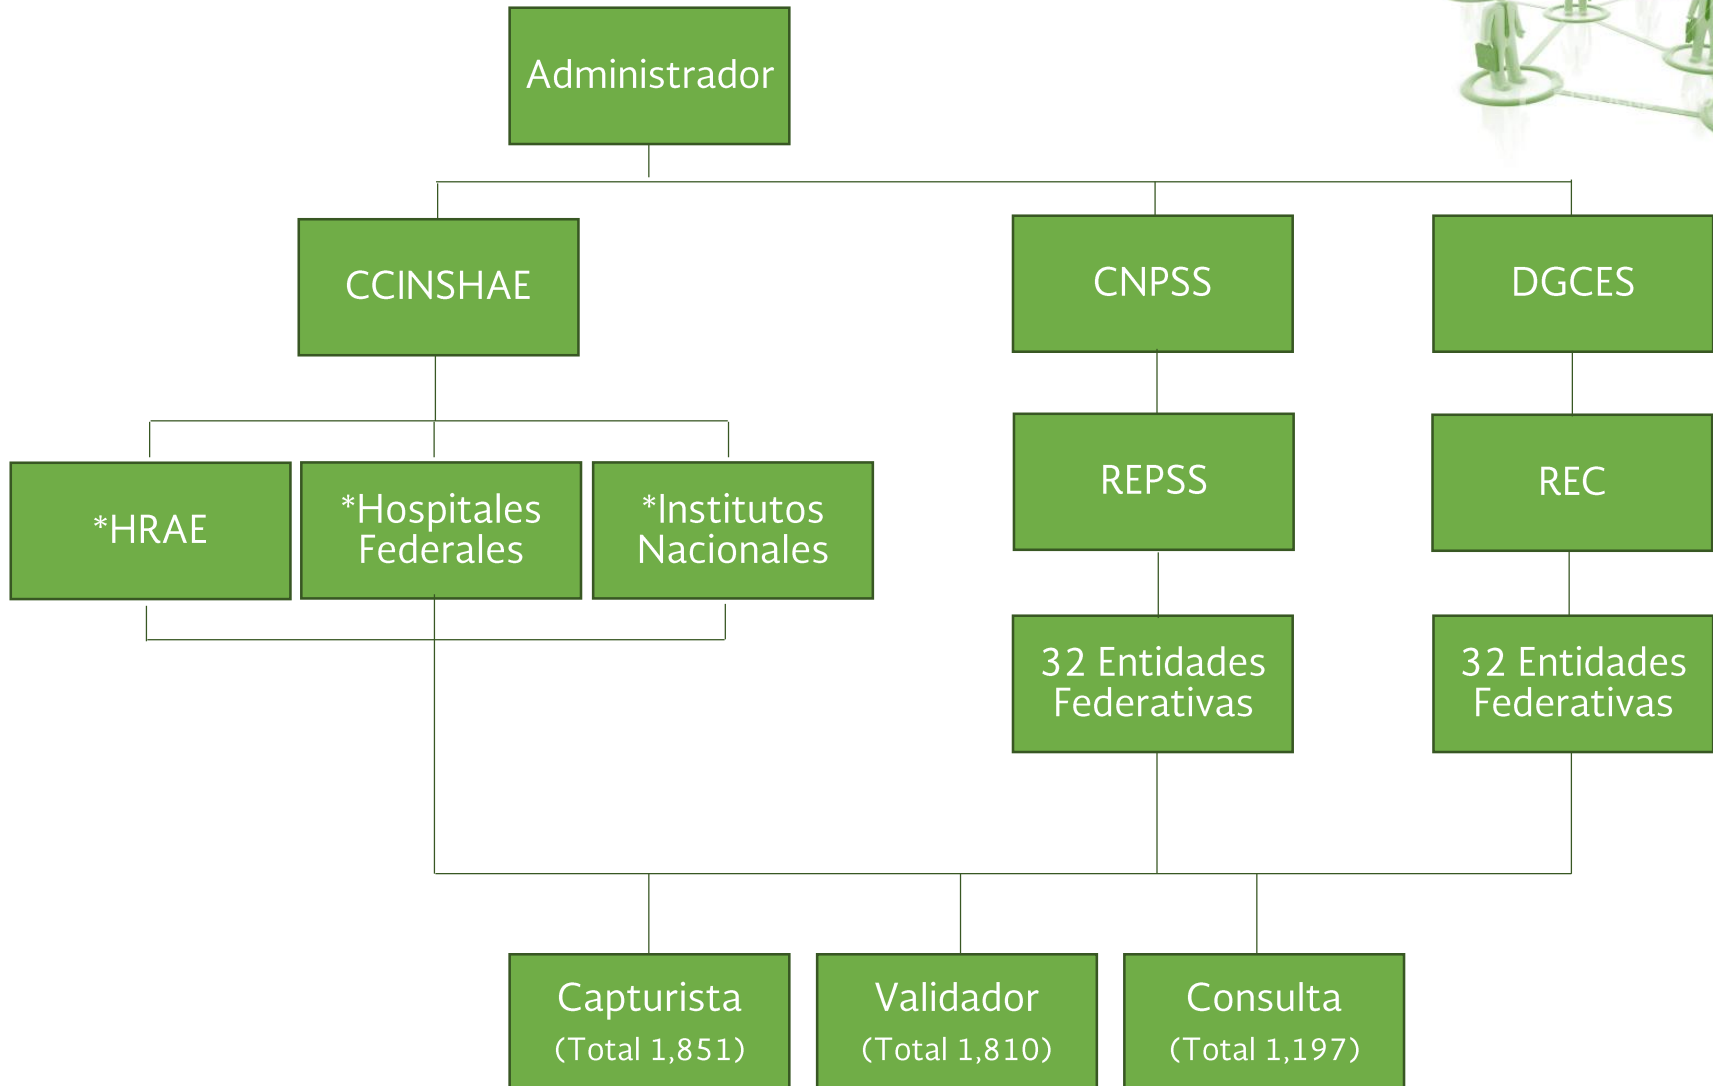 Administrador
CCINSHAE
CNPSS
DGCES
*HRAE
*Hospitales
Federales
*Institutos
Nacionales
REPSS
REC
32 Entidades
Federativas
32 Entidades
Federativas
Capturista
(Total 1,851)
Validador
(Total 1,810)
Consulta
(Total 1,197)